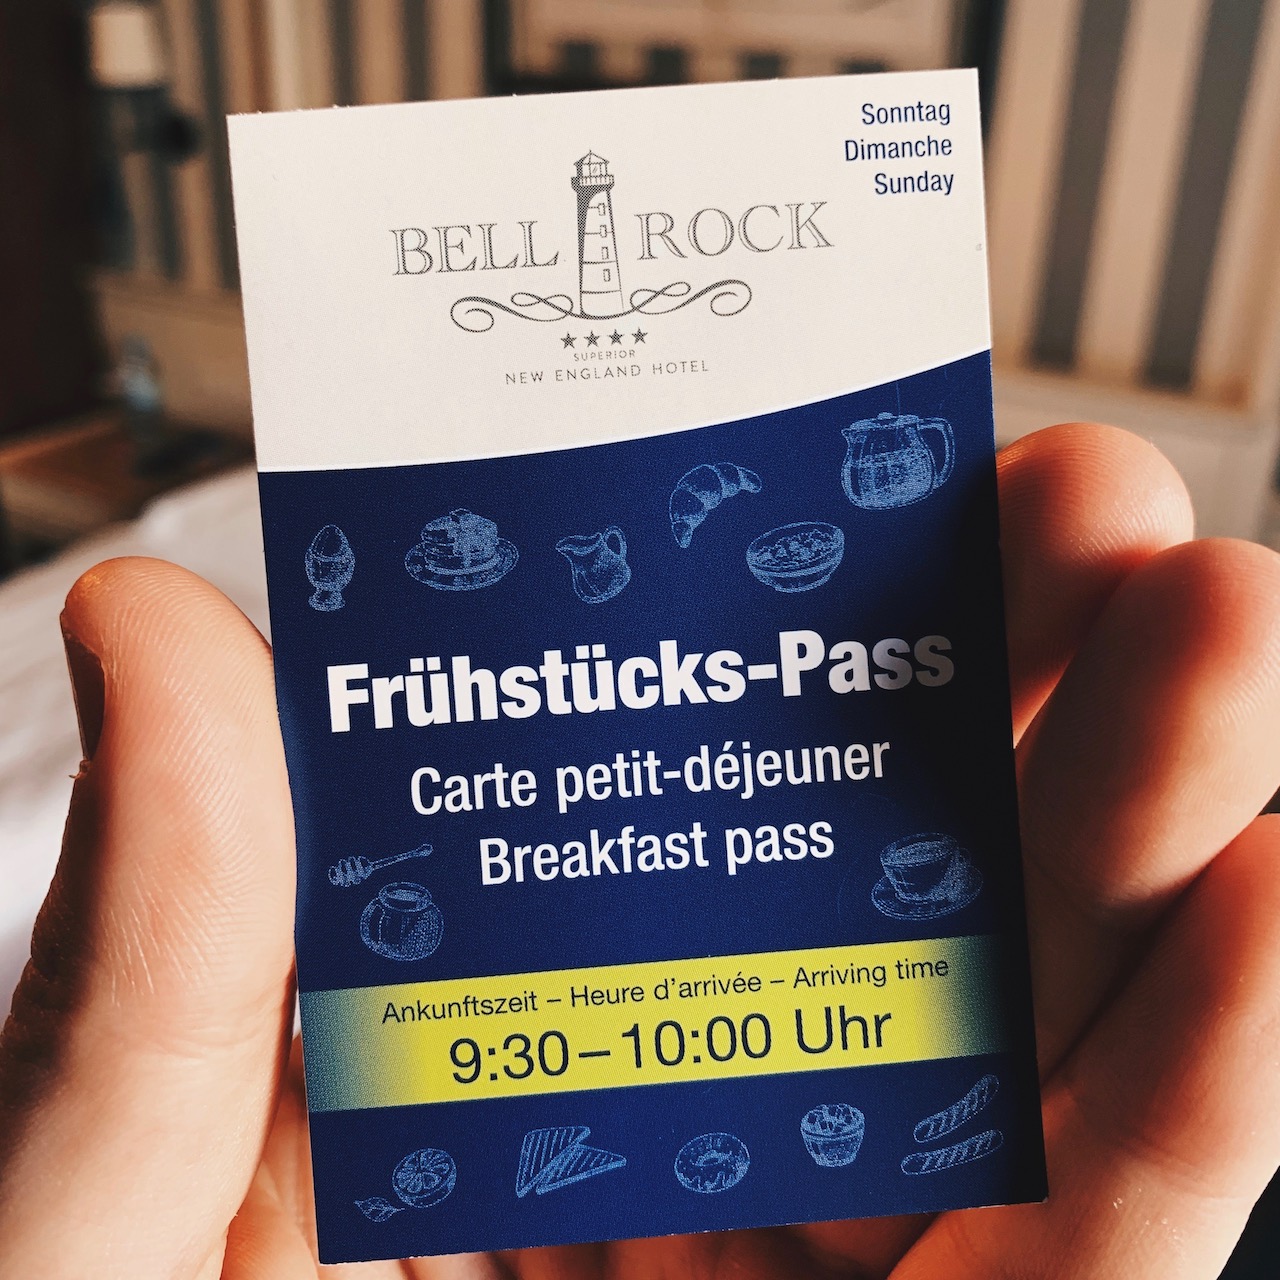 Sonntag
Dimanche
Sunday
BELL ROCK
SUPERIOR
NEW ENGLAND HOTEL
Frühstücks-Pass
Carte petit-déjeuner
Breakfast pass
Ankunftszeit – Heure d'arrivée – Arriving time
9:30 – 10:00 Uhr